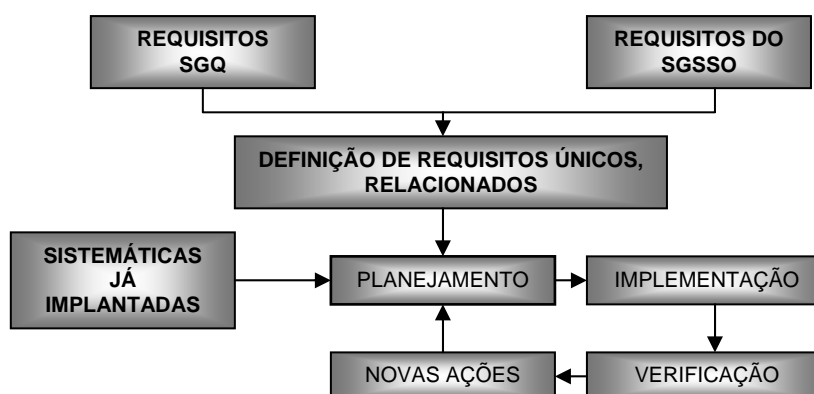 REQUISITOS
SGQ
REQUISITOS DO
SGSSO
DEFINIÇÃO DE REQUISITOS ÚNICOS,
RELACIONADOS
SISTEMÁTICAS
JÁ
IMPLANTADAS
PLANEJAMENTO
IMPLEMENTAÇÃO
NOVAS AÇÕES
VERIFICAÇÃO